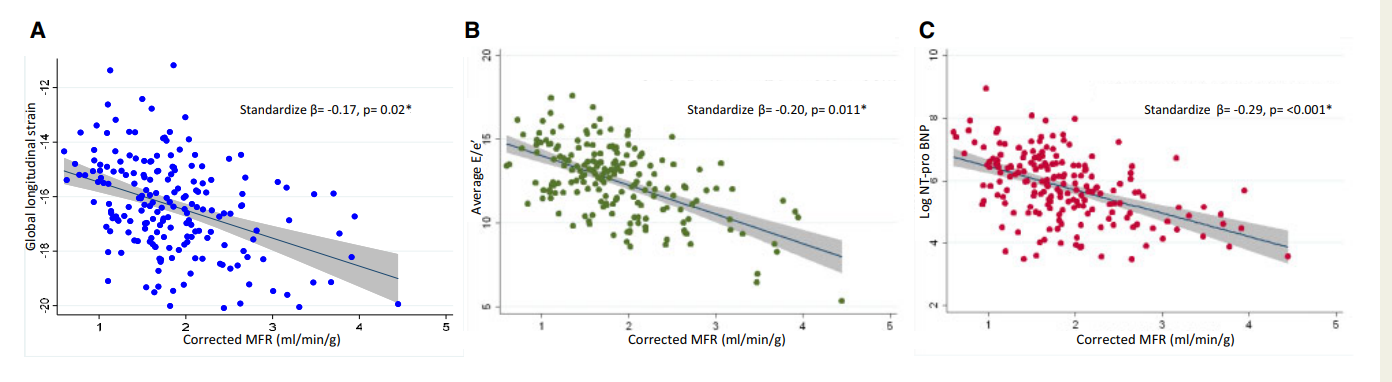 A
Standardize β= -0.17, p= 0.02*
Global longitudinal strain
-12
-14
-16
-18
-20
1 2 3 4 5
Corrected MFR (ml/min/g)
B
Standardize β= -0.20, p= 0.011*
Average E/e'
20
15
10
5
1 2 3 4 5
Corrected MFR (ml/min/g)
C
Standardize β= -0.29, p= <0.001*
Log NT-pro BNP
10
8
6
4
2
1 2 3 4 5
Corrected MFR (ml/min/g)